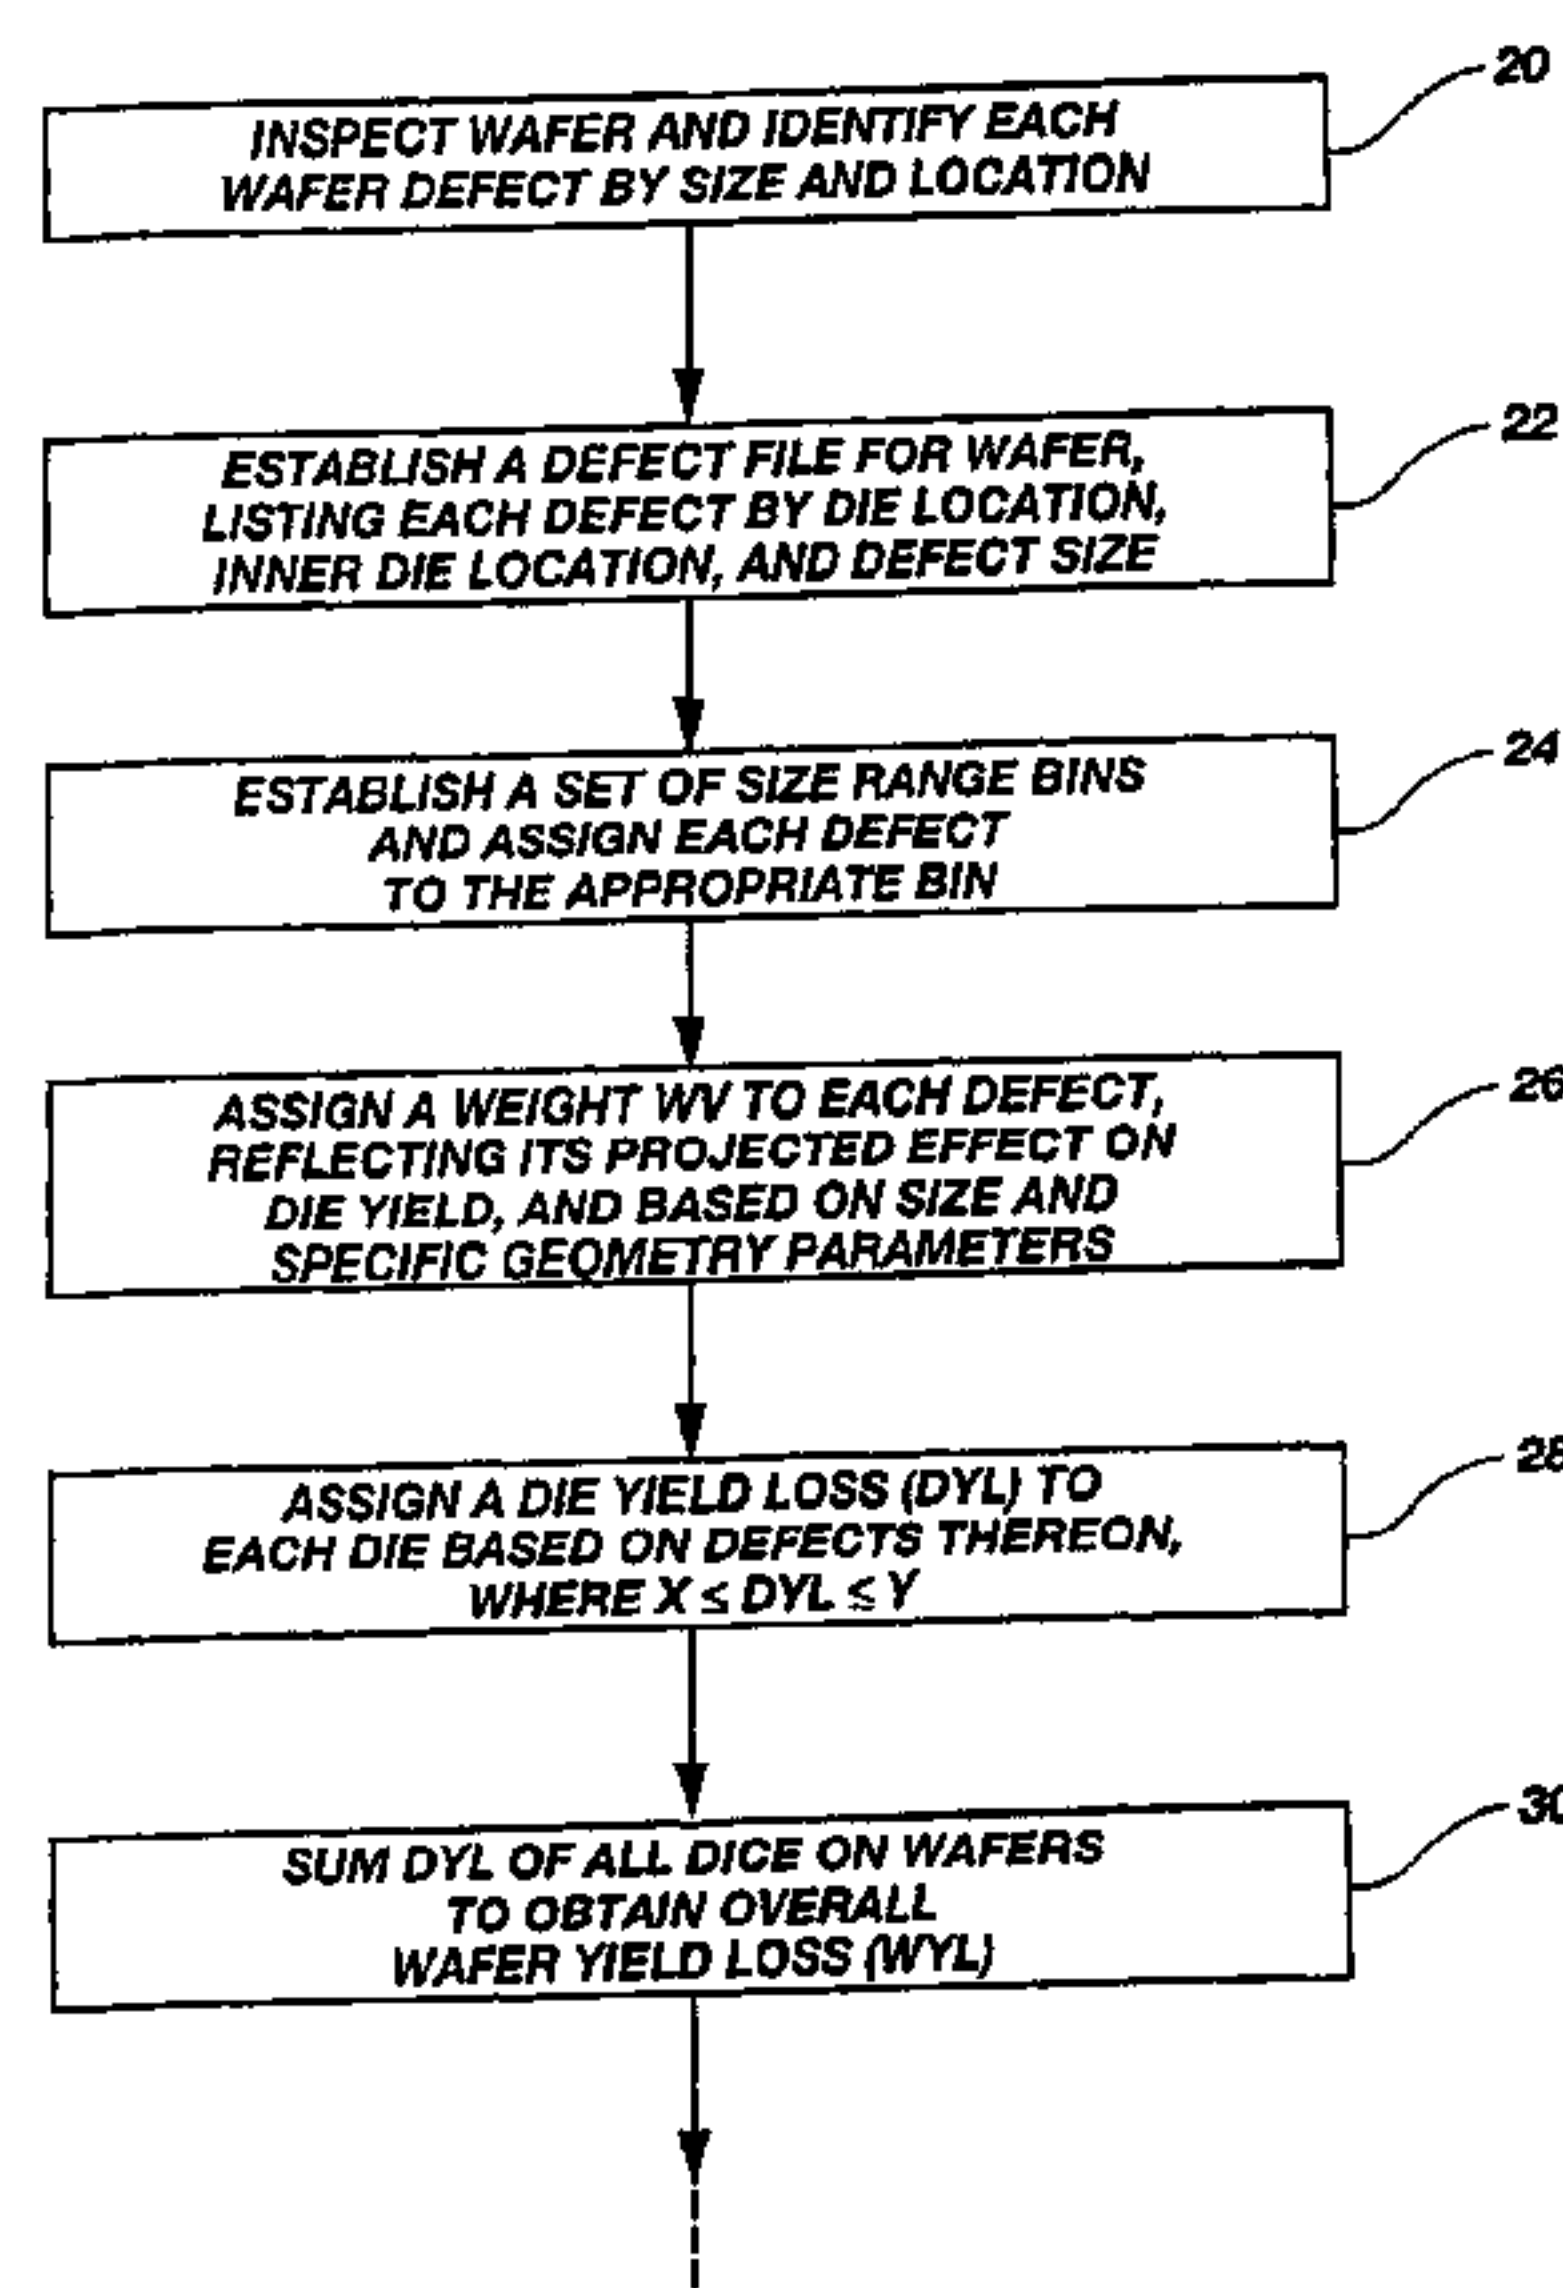 20
INSPECT WAFER AND IDENTIFY EACH
WAFER DEFECT BY SIZE AND LOCATION
22
ESTABLISH A DEFECT FILE FOR WAFER,
LISTING EACH DEFECT BY DIE LOCATION,
INNER DIE LOCATION, AND DEFECT SIZE
24
ESTABLISH A SET OF SIZE RANGE BINS
AND ASSIGN EACH DEFECT
TO THE APPROPRIATE BIN
26
ASSIGN A WEIGHT WV TO EACH DEFECT,
REFLECTING ITS PROJECTED EFFECT ON
DIE YIELD, AND BASED ON SIZE AND
SPECIFIC GEOMETRY PARAMETERS
28
ASSIGN A DIE YIELD LOSS (DYL) TO
EACH DIE BASED ON DEFECTS THEREON,
WHERE X ≤ DYL ≤ Y
30
SUM DYL OF ALL DICE ON WAFERS
TO OBTAIN OVERALL
WAFER YIELD LOSS (WYL)